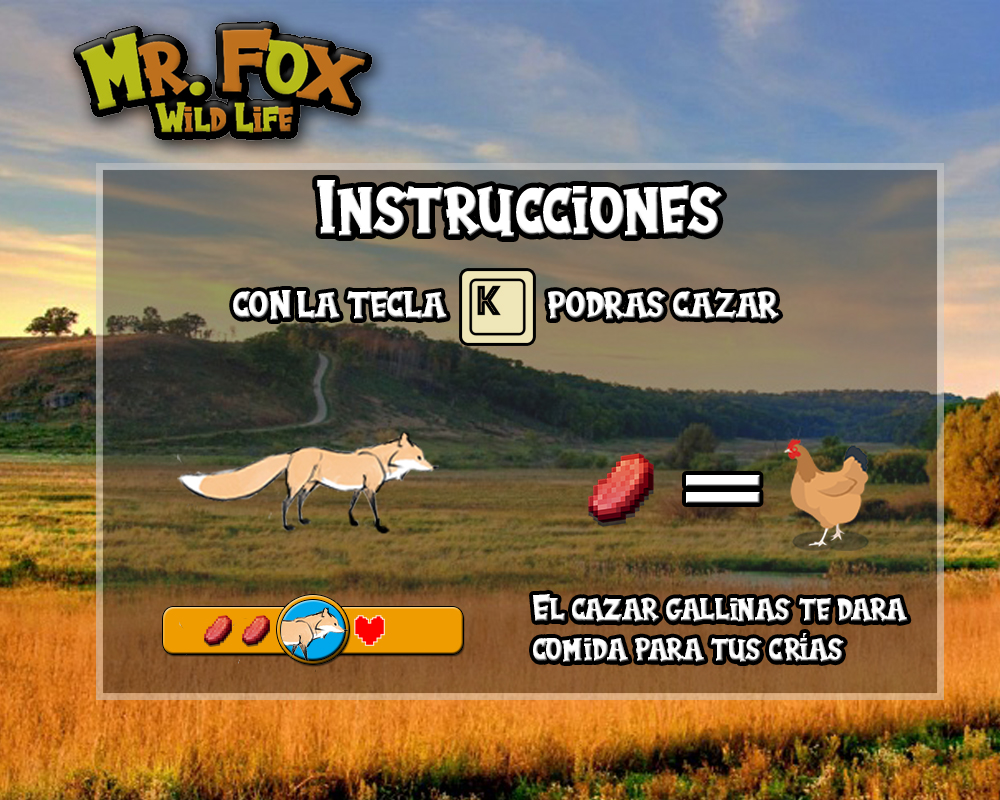 Mr. Fox
Wild Life
Instrucciones
con la tecla K podras cazar
El cazar gallinas te dara
comida para tus crías